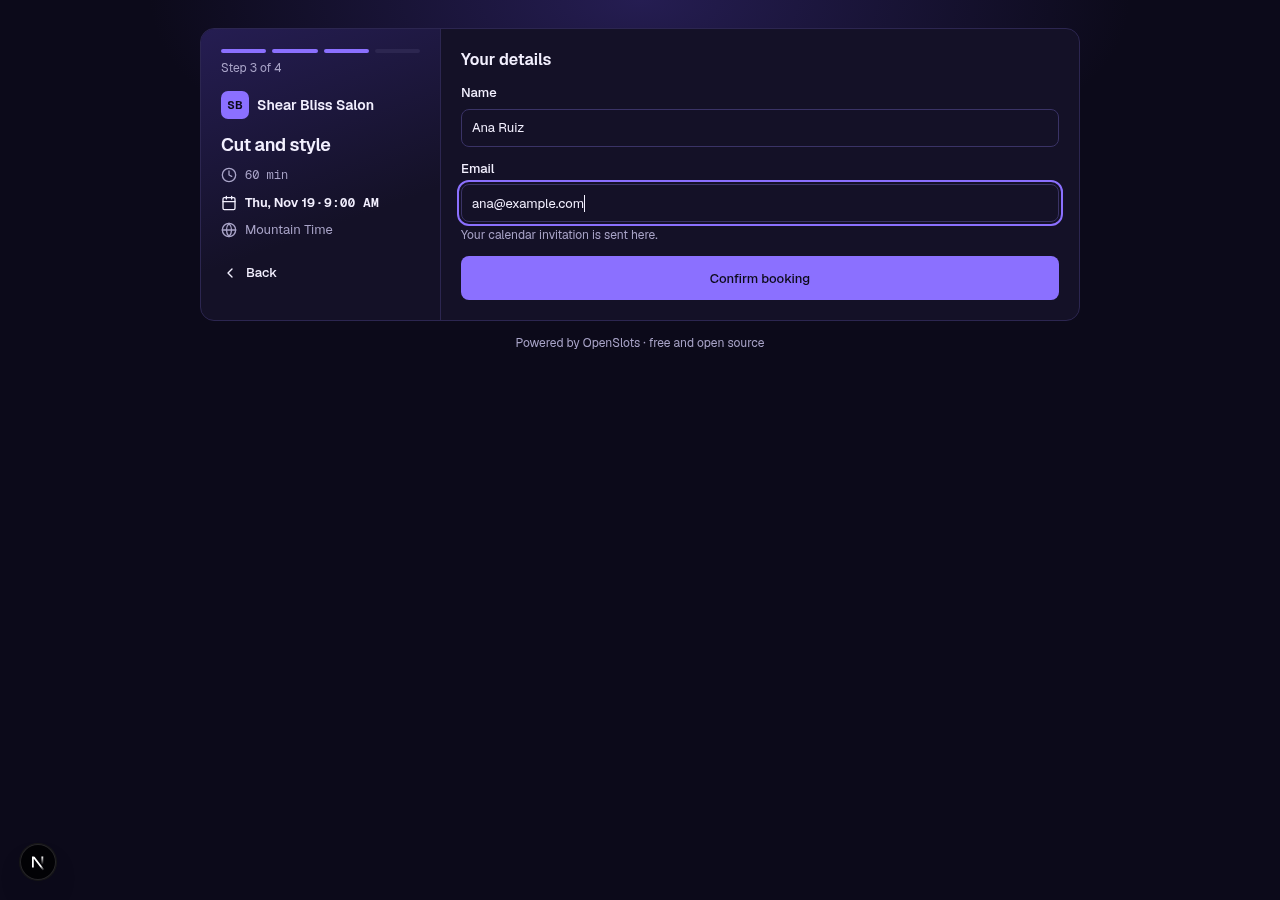 Step 3 of 4
SB Shear Bliss Salon
Cut and style
60 min
Thu, Nov 19 · 9:00 AM
Mountain Time
Back
Your details
Name
Ana Ruiz
Email
ana@example.com
Your calendar invitation is sent here.
Confirm booking
Powered by OpenSlots · free and open source
N